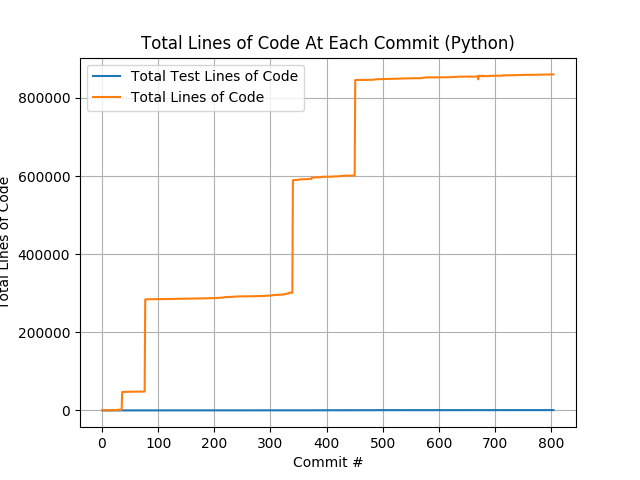 Total Lines of Code At Each Commit (Python)
Total Test Lines of Code
Total Lines of Code
Total Lines of Code
800000
600000
400000
200000
0
0 100 200 300 400 500 600 700 800
Commit #